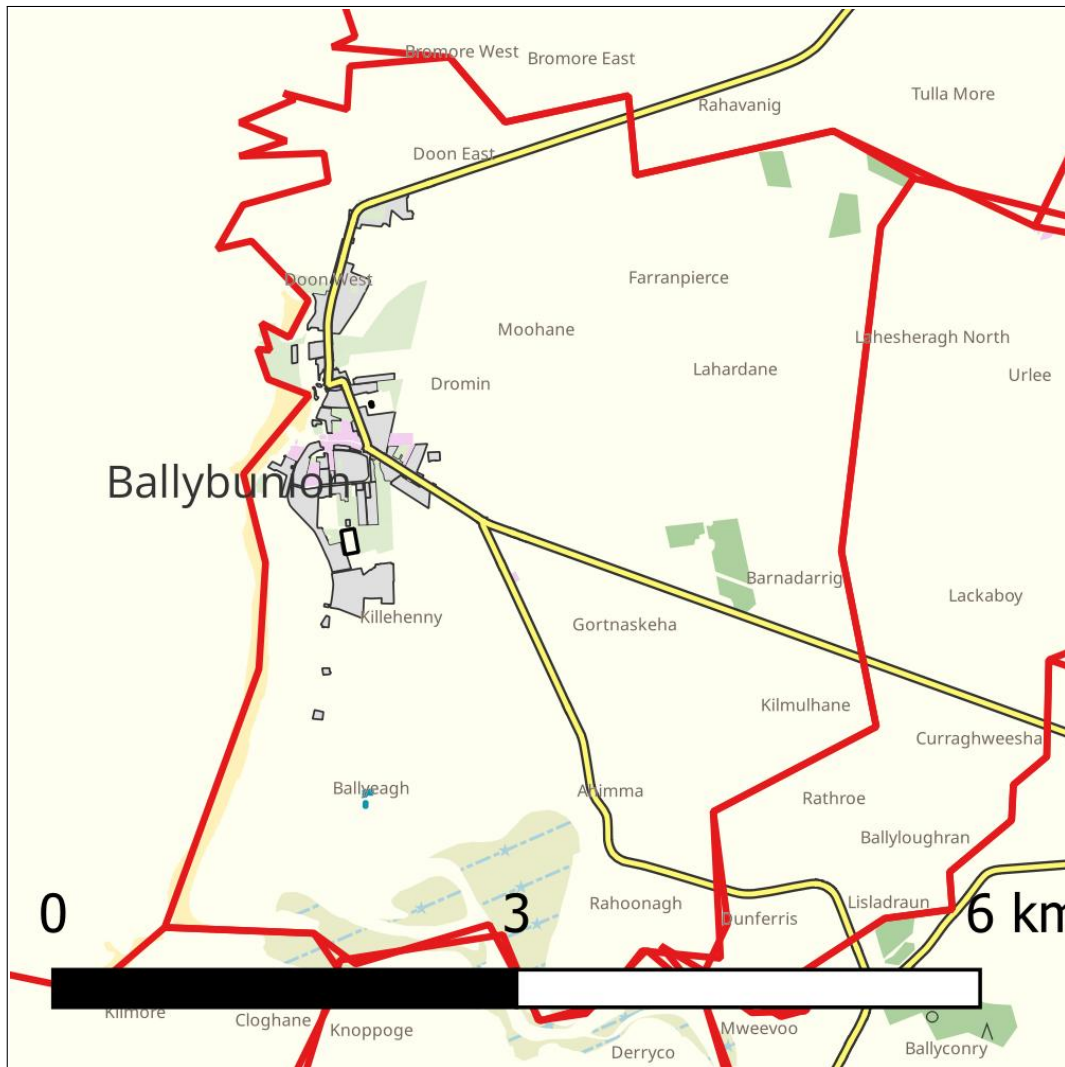 Bromore West
Bromore East
Tulla More
Rahavanig
Doon East
Doon West
Farranpierce
Moohane
Lahesheragh North
Lahardane
Urlee
Dromin
Ballybunion
Barnadarrig
Lackaboy
Killehenny
Gortnaskeha
Kilmulhane
Curraghweesha
Ballyeagh
Ahimma
Rathroe
Ballyloughran
Rahoonagh
Lisladraun
Dunferris
0 3 6 km
Kilmore
Cloghane
Knoppoge
Mweevoo
Derryco
Ballyconry